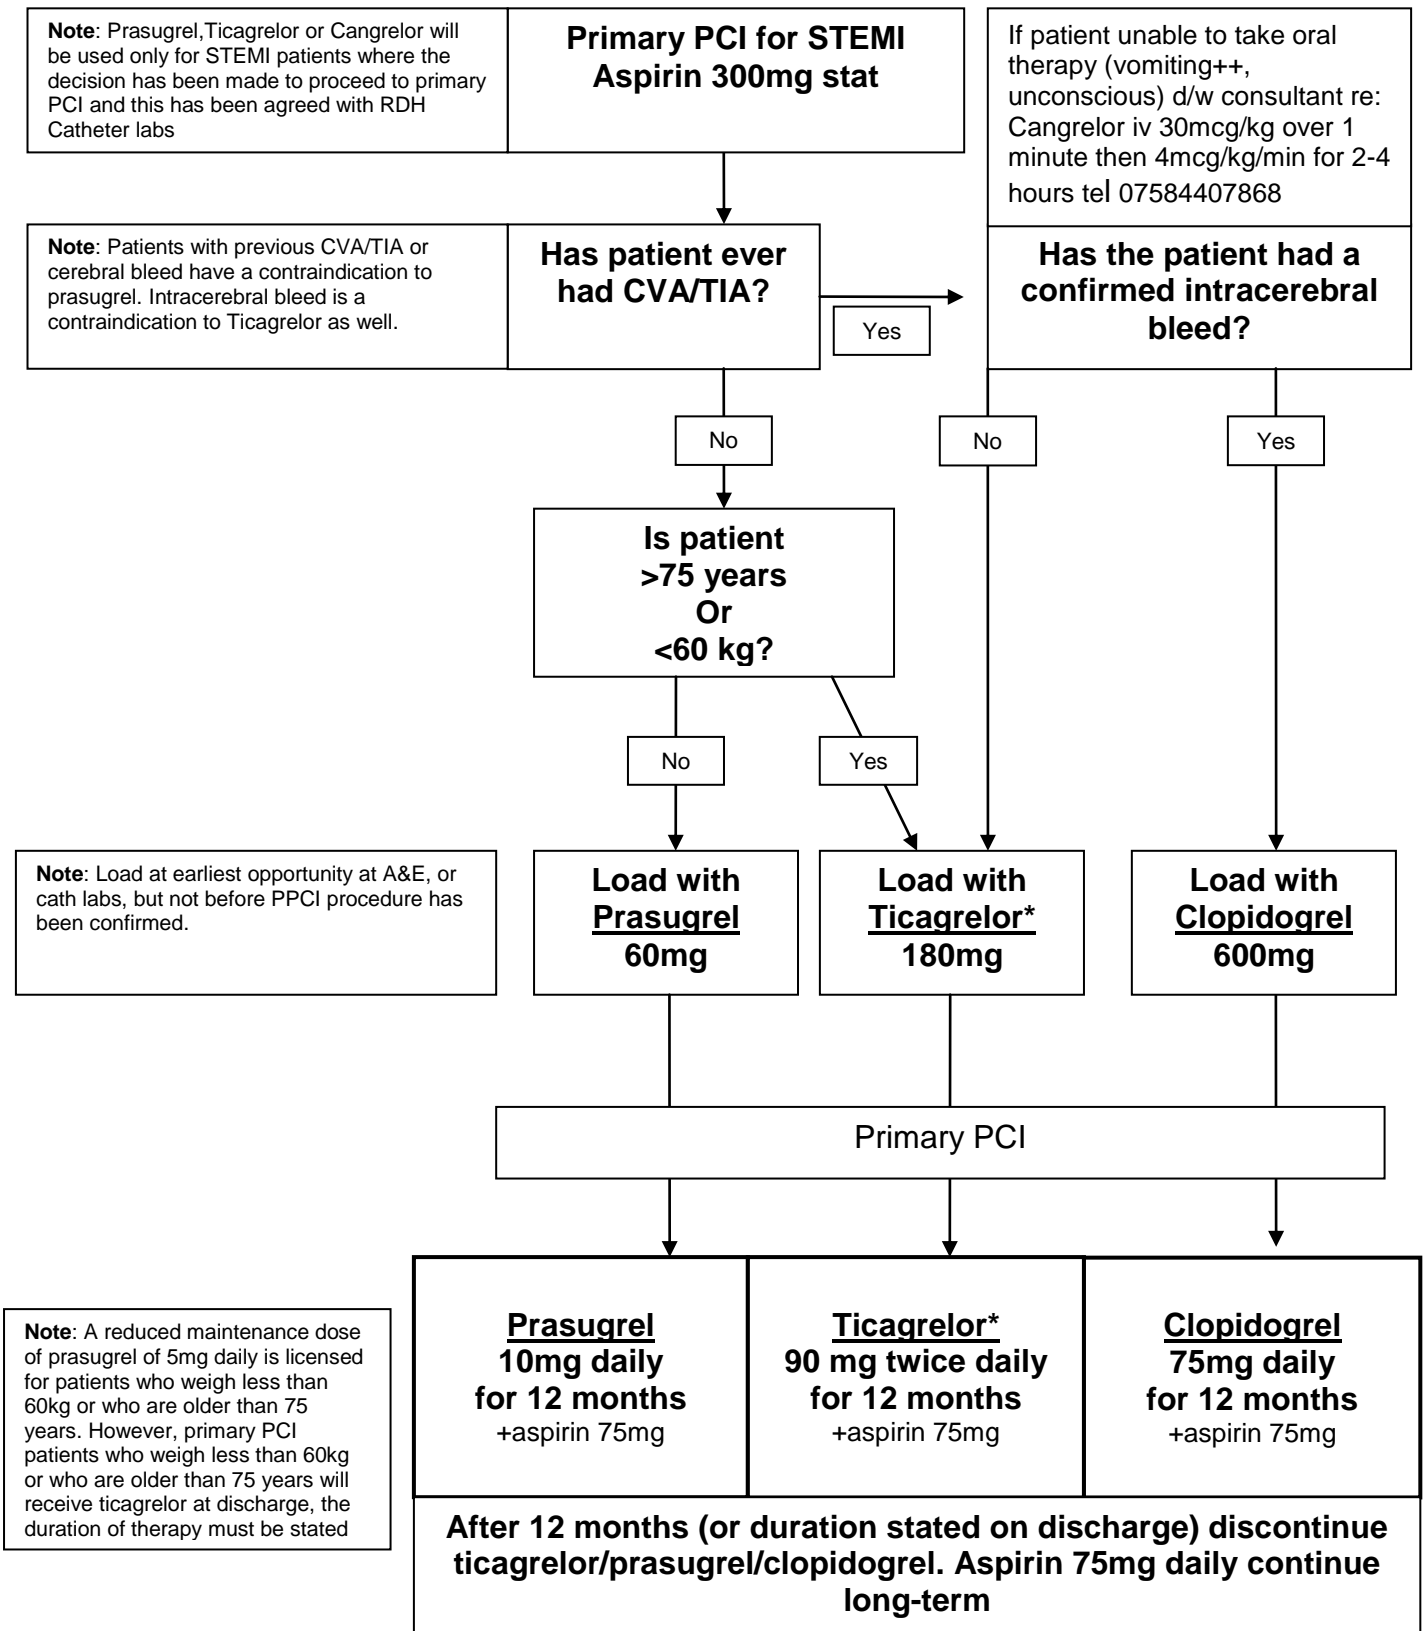 Note: Prasugrel,Ticagrelor or Cangrelor will
be used only for STEMI patients where the
decision has been made to proceed to primary
PCI and this has been agreed with RDH
Catheter labs
Primary PCI for STEMI
Aspirin 300mg stat
If patient unable to take oral
therapy (vomiting++,
unconscious) d/w consultant re:
Cangrelor iv 30mcg/kg over 1
minute then 4mcg/kg/min for 2-4
hours tel 07584407868
Note: Patients with previous CVA/TIA or
cerebral bleed have a contraindication to
prasugrel. Intracerebral bleed is a
contraindication to Ticagrelor as well.
Has patient ever
had CVA/TIA?
Yes
Has the patient had a
confirmed intracerebral
bleed?
No
No
Yes
Is patient
>75 years
Or
<60 kg?
No
Yes
Note: Load at earliest opportunity at A&E, or
cath labs, but not before PPCI procedure has
been confirmed.
Load with
Prasugrel
60mg
Load with
Ticagrelor*
180mg
Load with
Clopidogrel
600mg
Primary PCI
Note: A reduced maintenance dose
of prasugrel of 5mg daily is licensed
for patients who weigh less than
60kg or who are older than 75
years. However, primary PCI
patients who weigh less than 60kg
or who are older than 75 years will
receive ticagrelor at discharge, the
duration of therapy must be stated
Prasugrel
10mg daily
for 12 months
+aspirin 75mg
Ticagrelor*
90 mg twice daily
for 12 months
+aspirin 75mg
Clopidogrel
75mg daily
for 12 months
+aspirin 75mg
After 12 months (or duration stated on discharge) discontinue
ticagrelor/prasugrel/clopidogrel. Aspirin 75mg daily continue
long-term